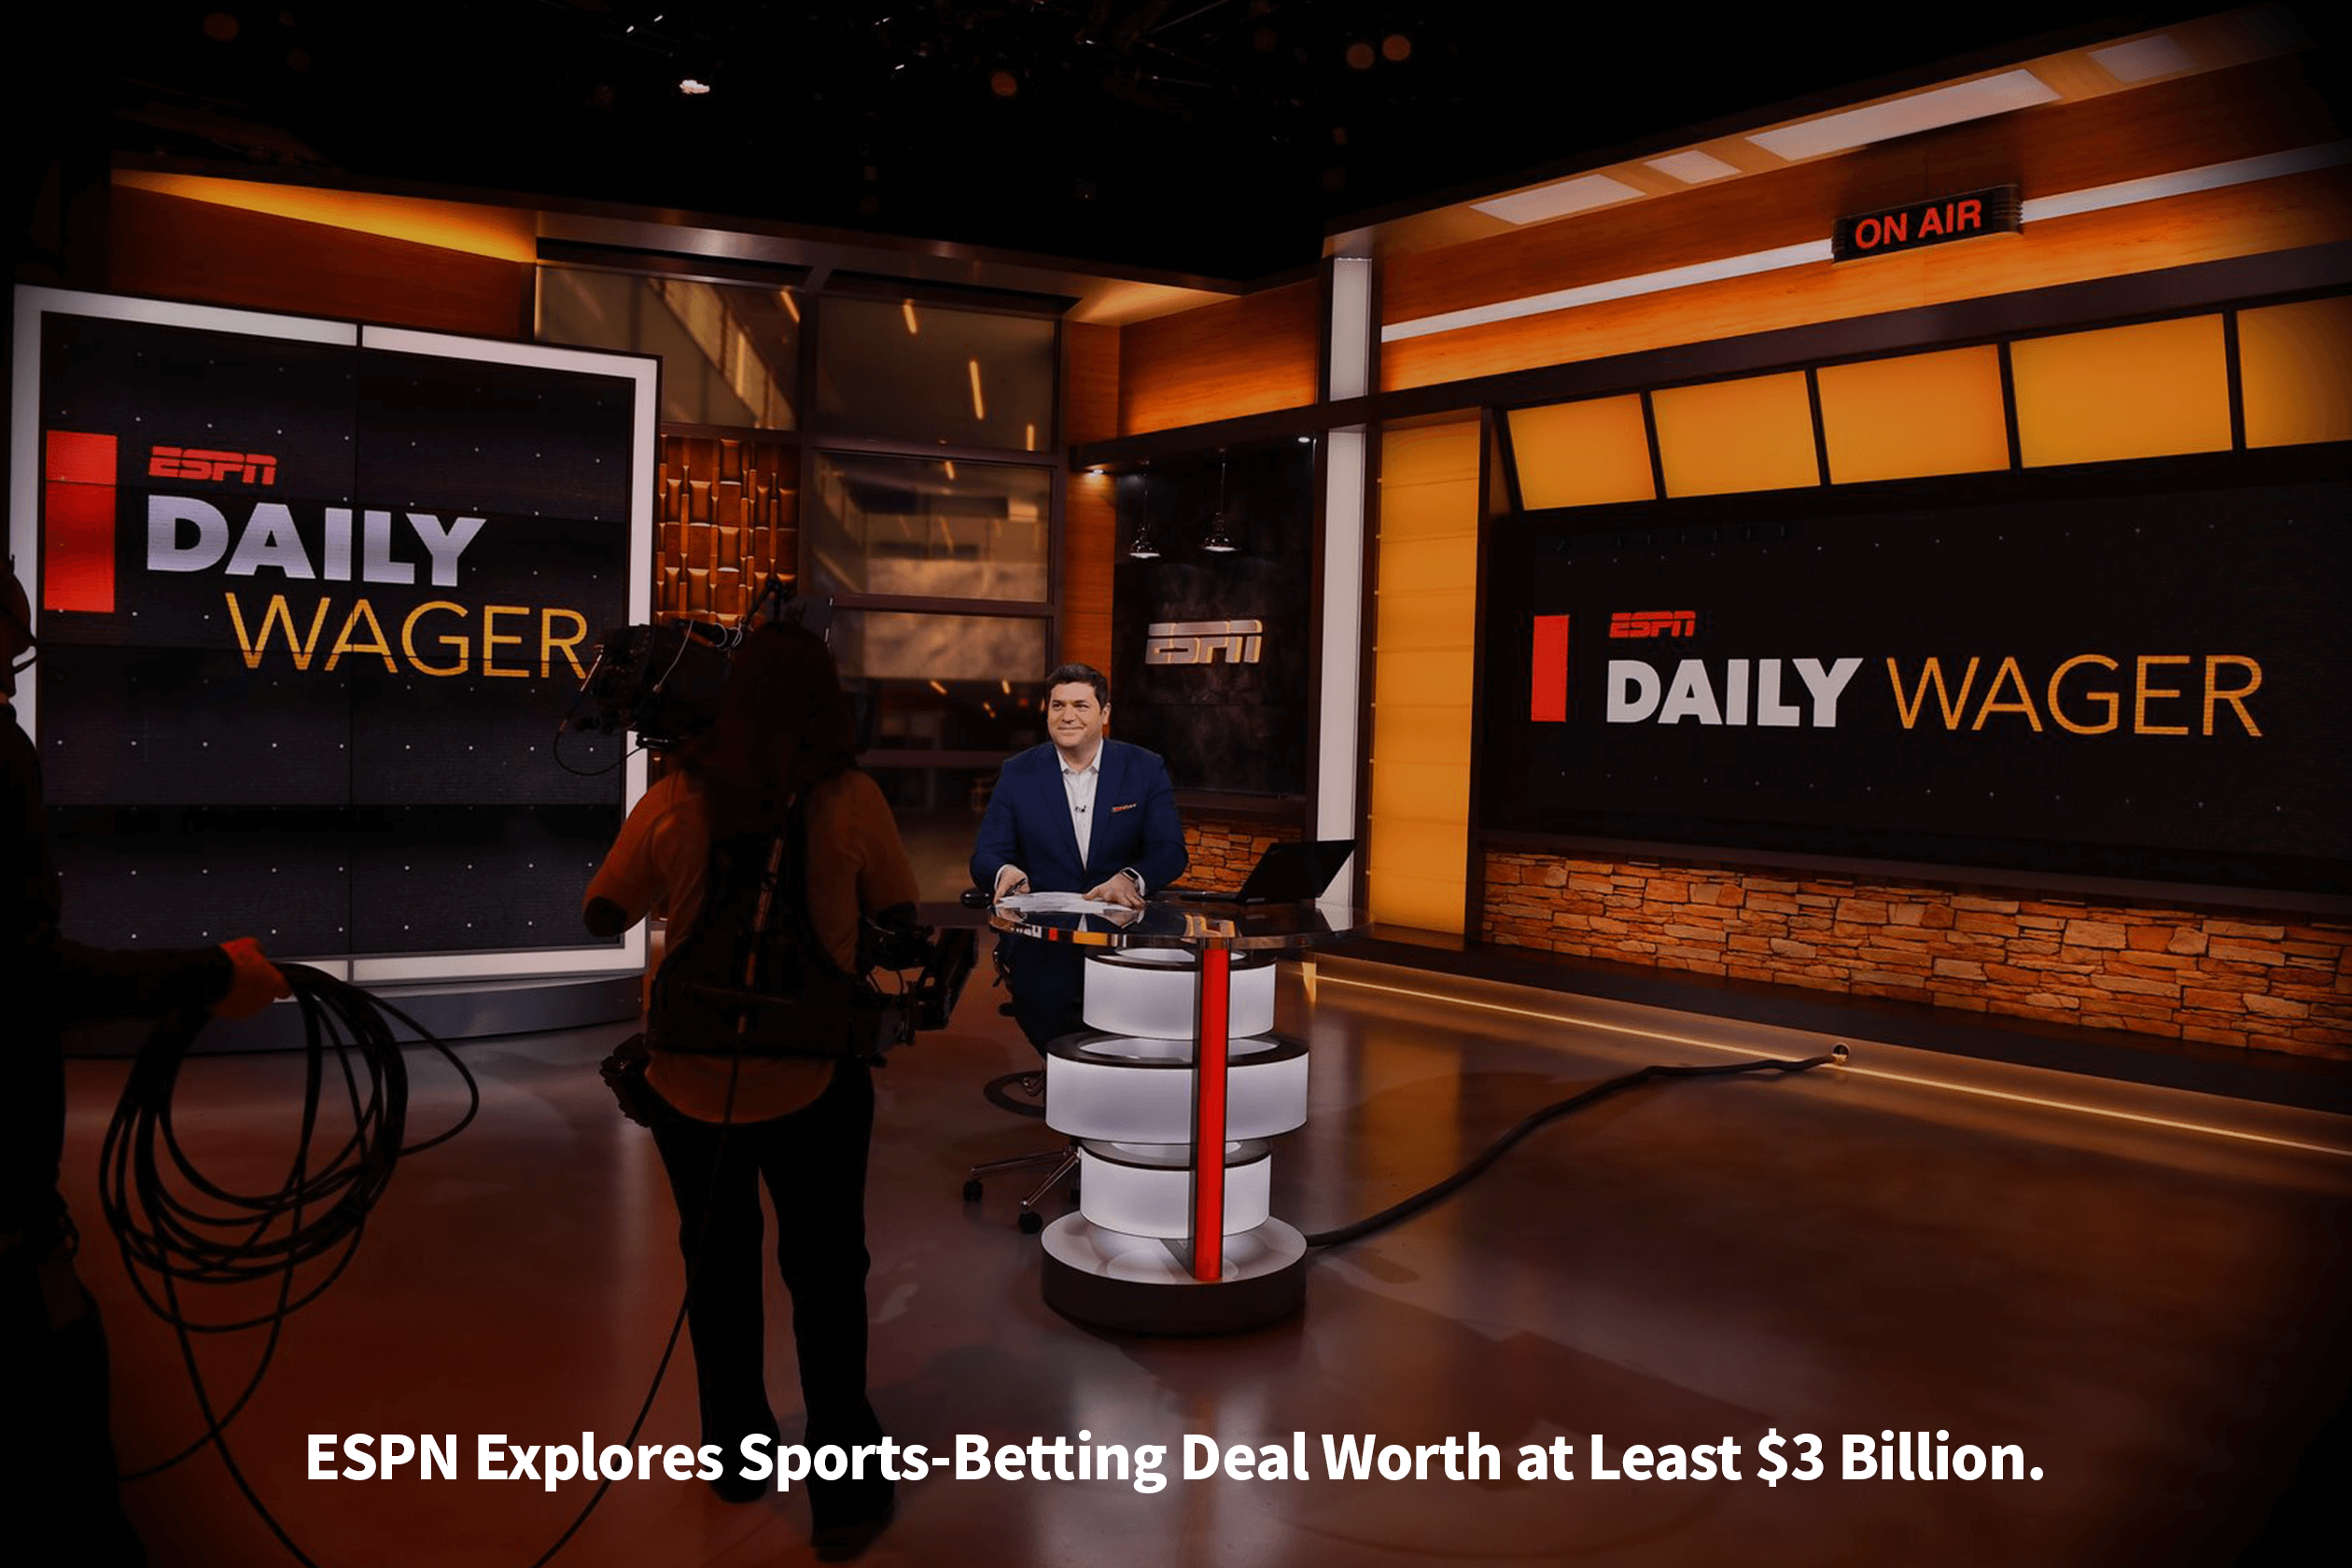 ON AIR
ESPN
DAILY
WAGER
ESPN
ESPN
DAILY WAGER
ESPN Explores Sports-Betting Deal Worth at Least $3 Billion.